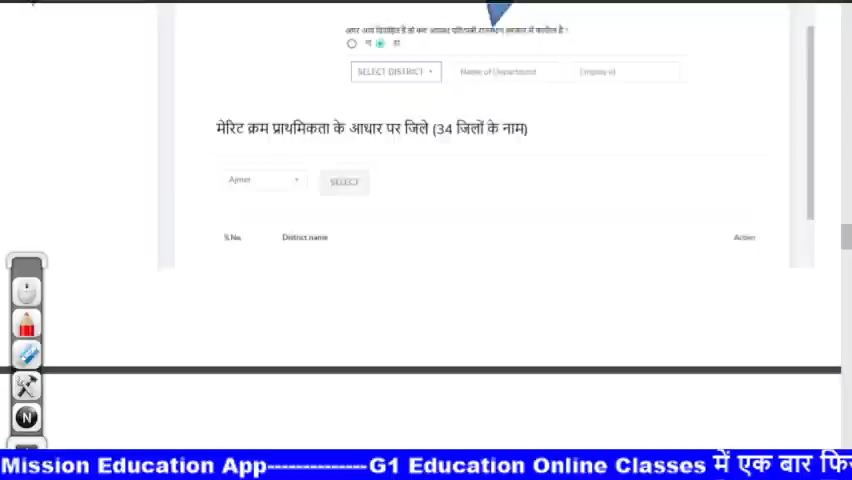 अगर आप विवाहित हैं तो क्या आपका पति/पत्नी राजस्थान सरकार में कार्यरत है ?
ना हां
SELECT DISTRICT Name of Department Employ id
मेरिट क्रम प्राथमिकता के आधार पर जिले (34 जिलों के नाम)
Ajmer SELECT
S.No. District name Action
N
Mission Education App--------------G1 Education Online Classes में एक बार फिर